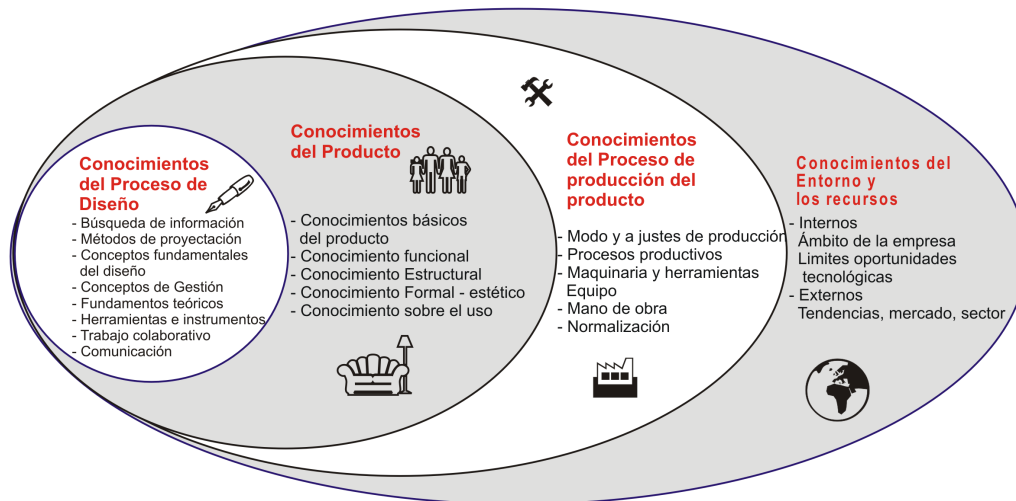 Conocimientos
del Proceso de
Diseño
- Búsqueda de información
- Métodos de proyectación
- Conceptos fundamentales
del diseño
- Conceptos de Gestión
- Fundamentos teóricos
- Herramientas e instrumentos
- Trabajo colaborativo
- Comunicación
Conocimientos
del Producto
- Conocimientos básicos
del producto
- Conocimiento funcional
- Conocimiento Estructural
- Conocimiento Formal - estético
- Conocimiento sobre el uso
Conocimientos
del Proceso de
producción del
producto
- Modo y a justes de producción
- Procesos productivos
- Maquinaria y herramientas
Equipo
- Mano de obra
- Normalización
Conocimientos del
Entorno y
los recursos
- Internos
Ámbito de la empresa
Limites oportunidades
tecnológicas
- Externos
Tendencias, mercado, sector